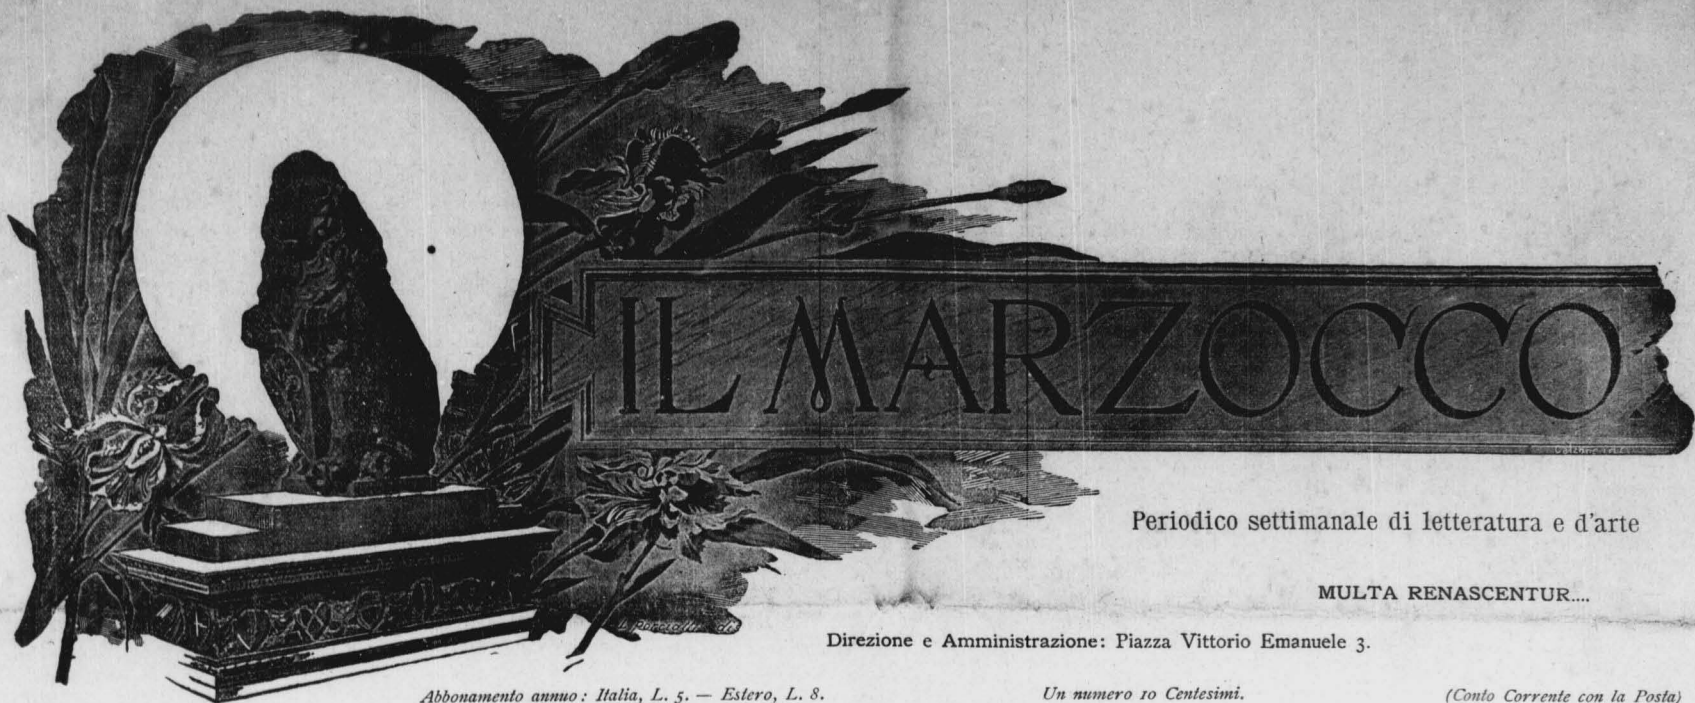 IL MARZOCCO.
Periodico settimanale di letteratura e d'arte
MULTA RENASCENTUR....
Direzione e Amministrazione: Piazza Vittorio Emanuele 3.
Abbonamento annuo: Italia, L. 5. — Estero, L. 8. Un numero 10 Centesimi. (Conto Corrente con la Posta)